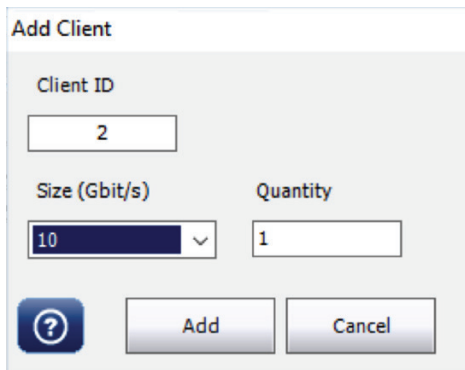 Add Client
Client ID
2
Size (Gbit/s) Quantity
10 1
? Add Cancel